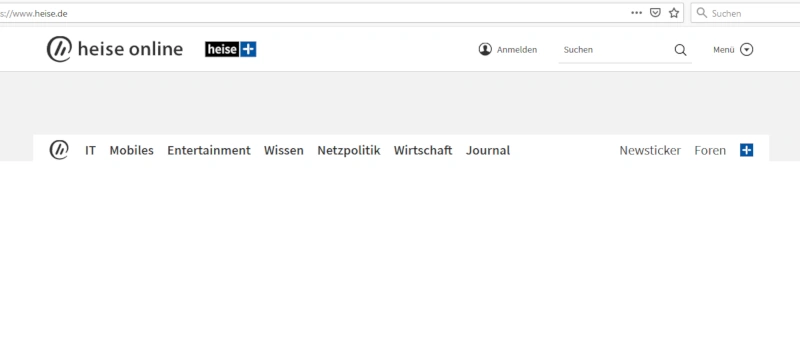 s://www.heise.de
Suchen
heise online heise+ Anmelden Suchen Menü
IT Mobiles Entertainment Wissen Netzpolitik Wirtschaft Journal Newsticker Foren +